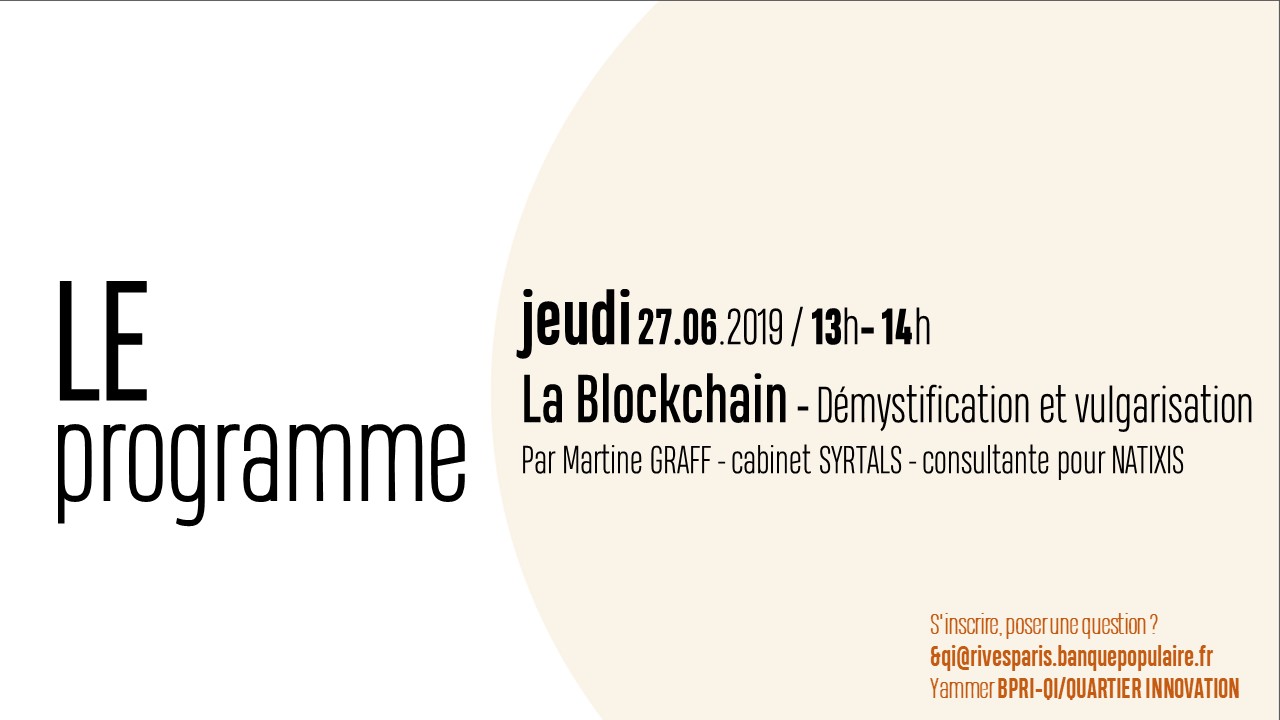 LE
programme
jeudi 27.06.2019 / 13h- 14h
La Blockchain - Démystification et vulgarisation
Par Martine GRAFF - cabinet SYRTALS - consultante pour NATIXIS
S'inscrire, poser une question ?
&qi@rivesparis.banquepopulaire.fr
Yammer BPRI-QI/QUARTIER INNOVATION